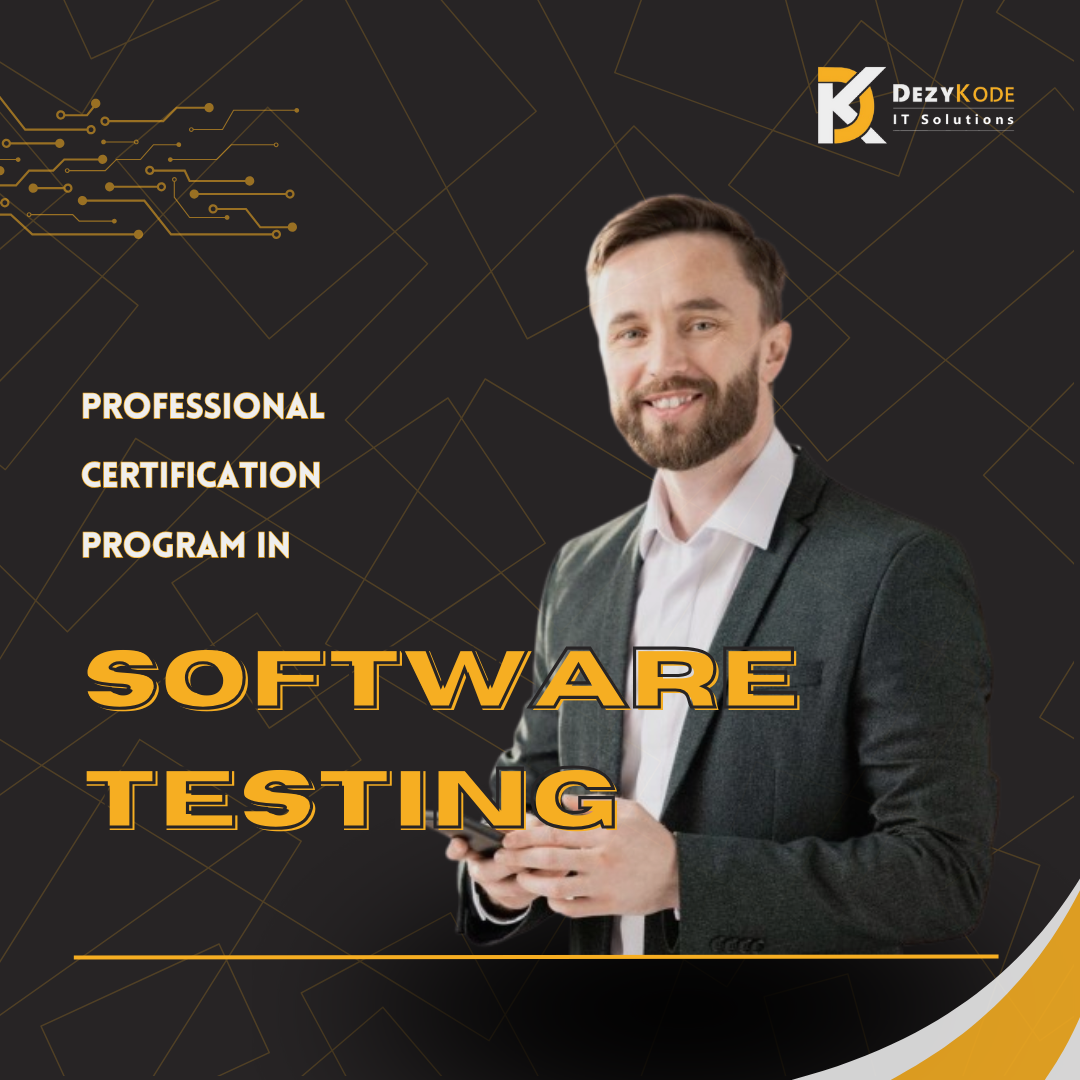 DEZYKODE
IT Solutions
PROFESSIONAL
CERTIFICATION
PROGRAM IN
SOFTWARE
TESTING